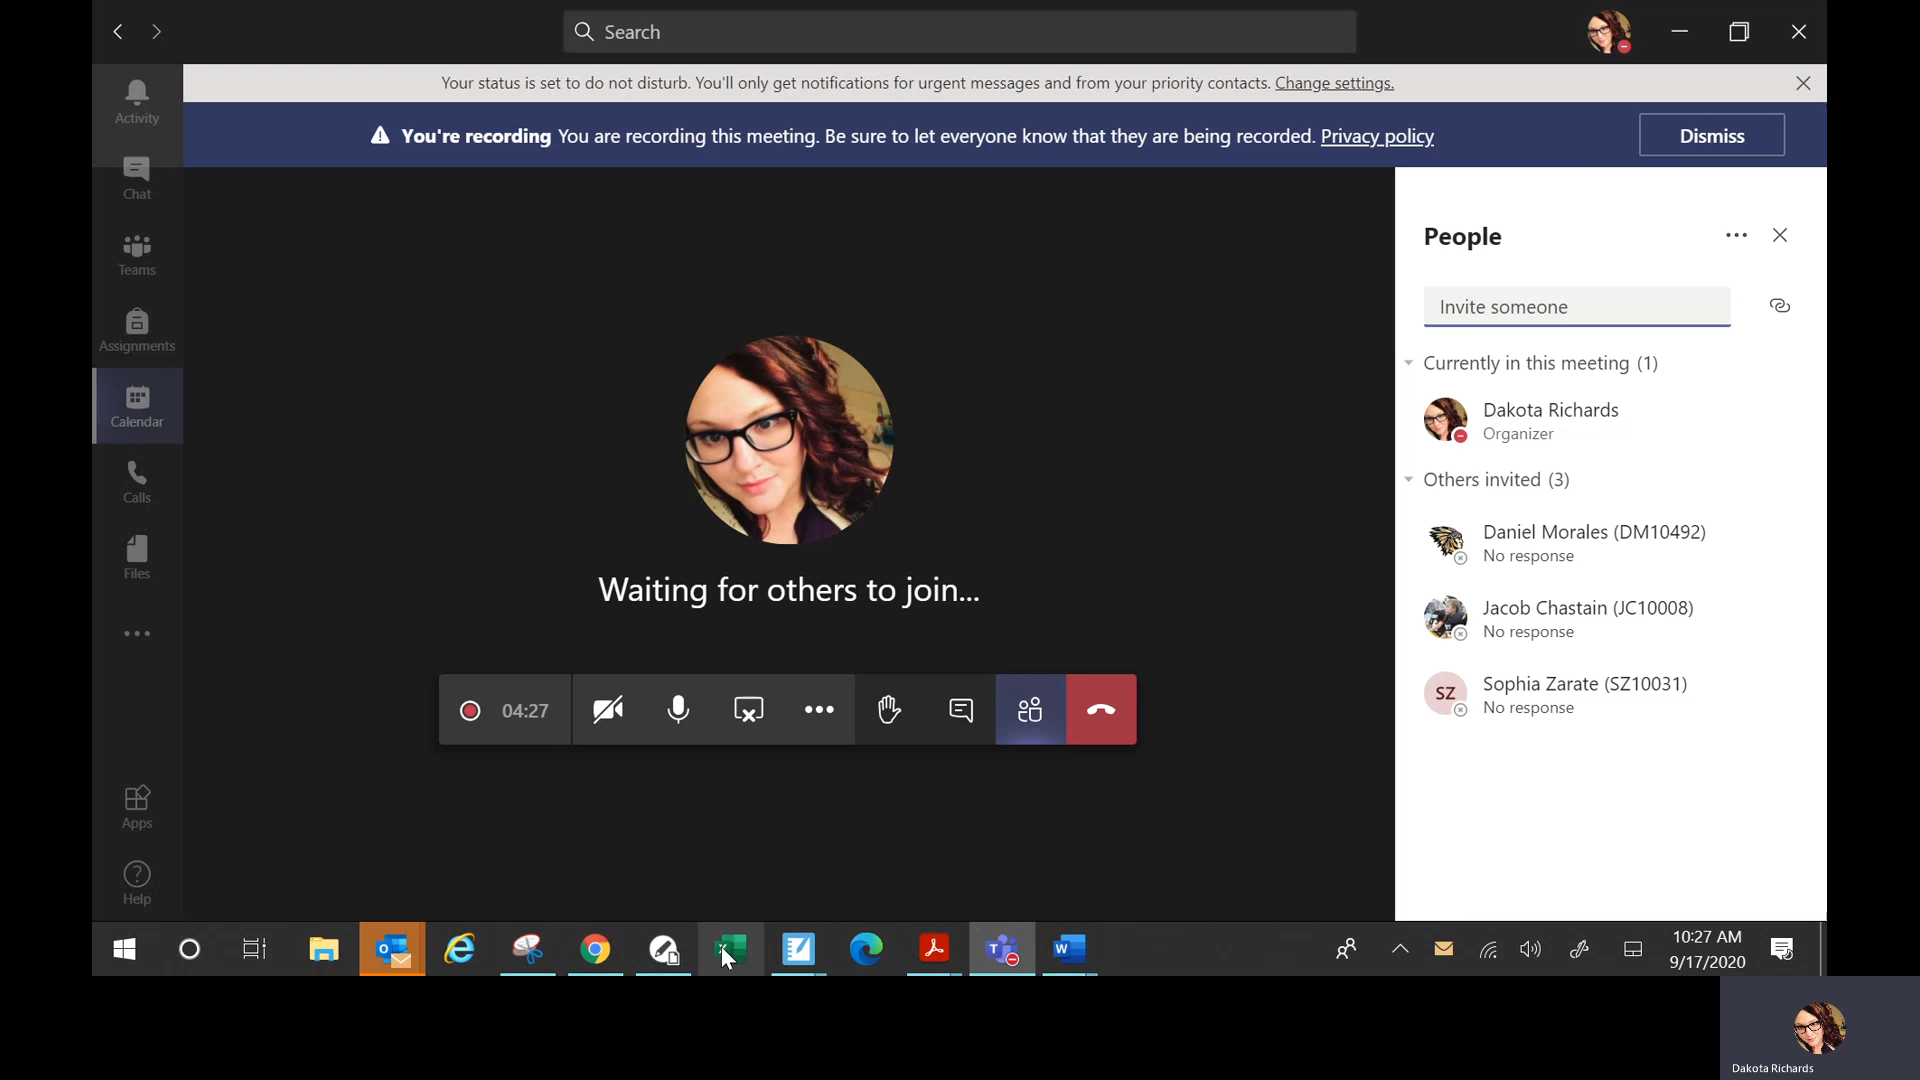 Search
Your status is set to do not disturb. You'll only get notifications for urgent messages and from your priority contacts. Change settings.
You're recording You are recording this meeting. Be sure to let everyone know that they are being recorded. Privacy policy
Dismiss
Activity
Chat
Teams
Assignments
Calendar
Calls
Files
Apps
Help
Waiting for others to join...
04:27
People
Invite someone
Currently in this meeting (1)
Dakota Richards
Organizer
Others invited (3)
Daniel Morales (DM10492)
No response
Jacob Chastain (JC10008)
No response
SZ
Sophia Zarate (SZ10031)
No response
10:27 AM
9/17/2020
Dakota Richards